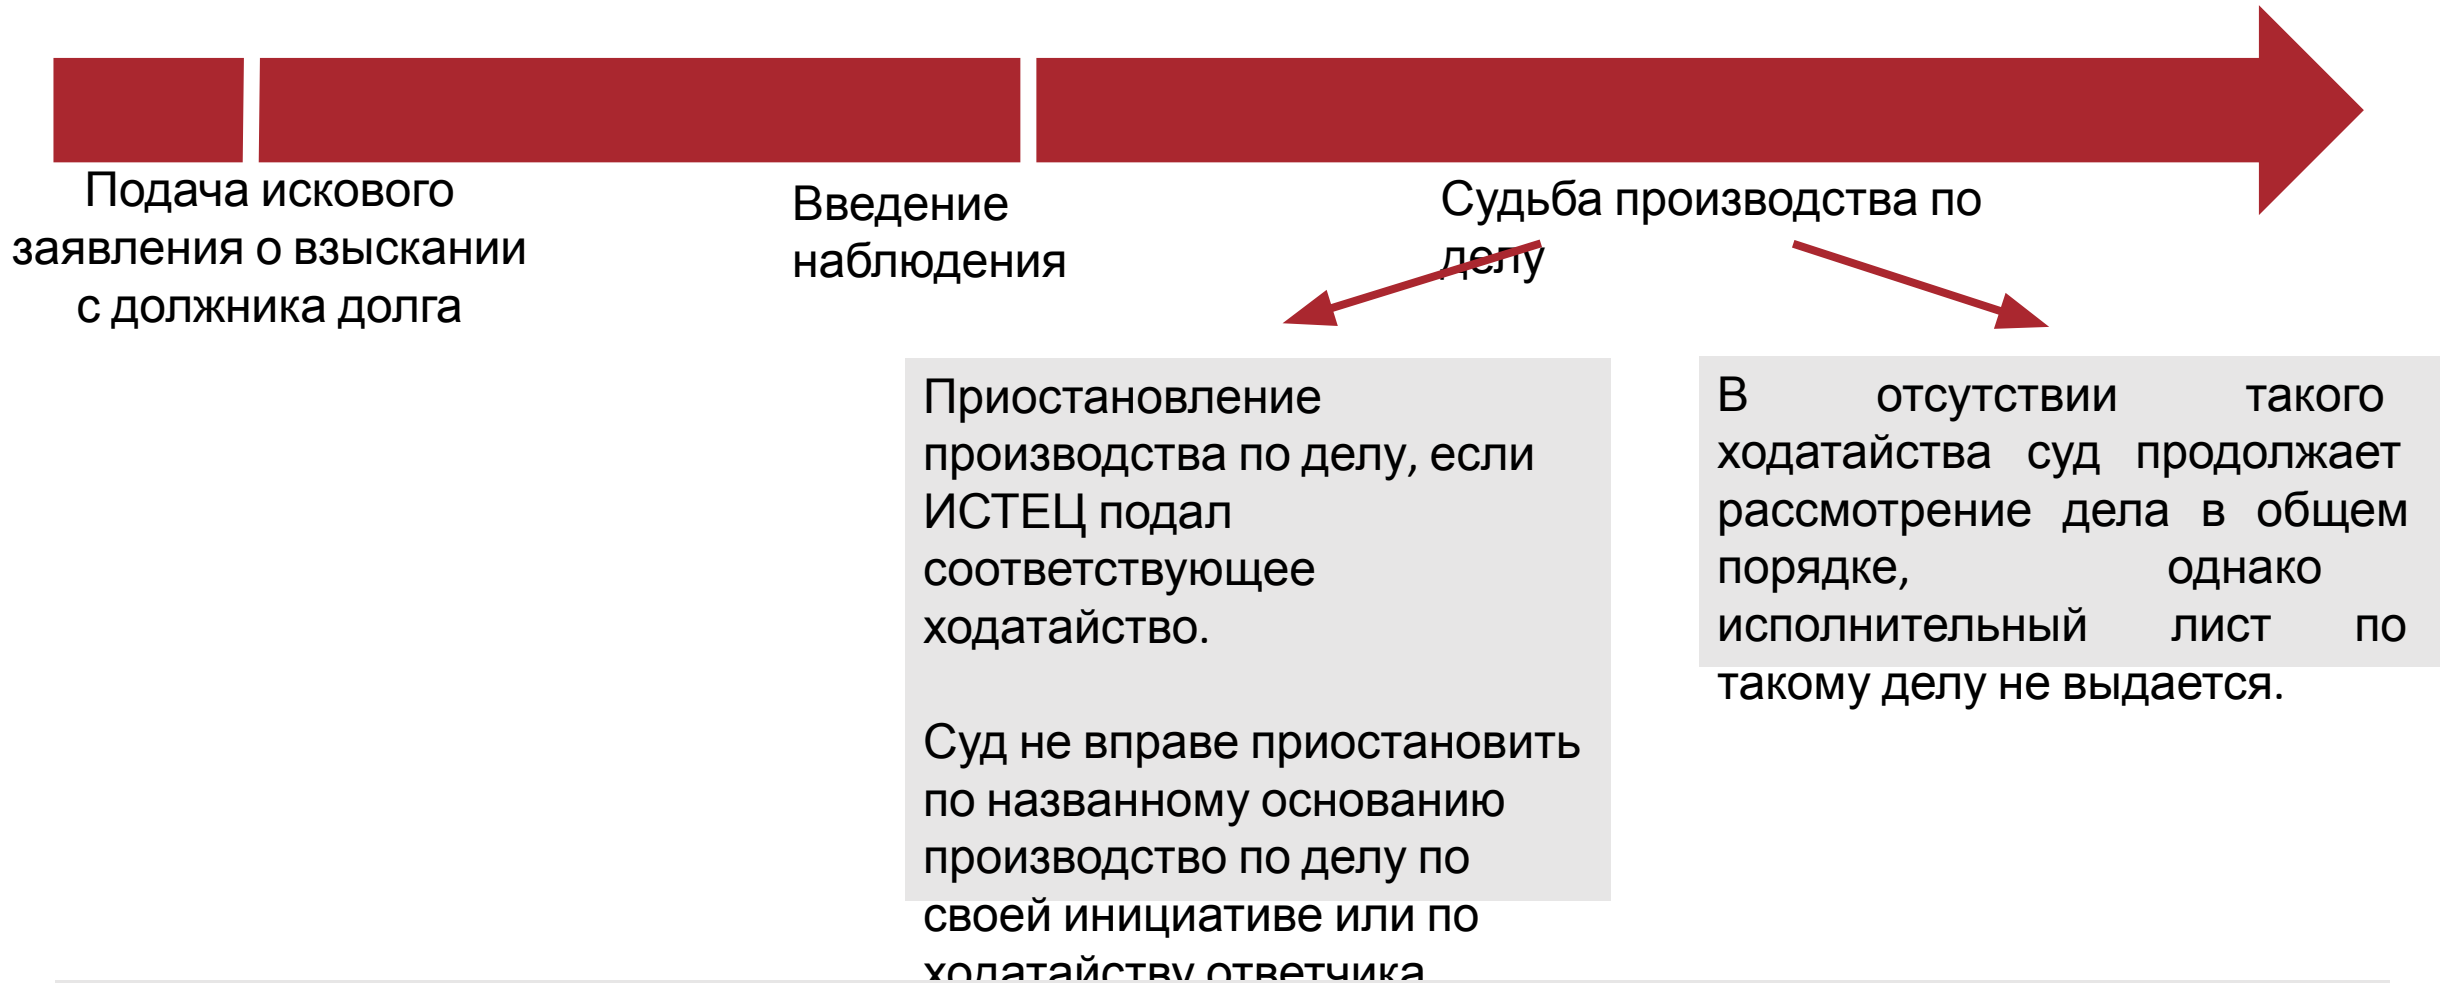 Подача искового
заявления о взыскании
с должника долга
Введение
наблюдения
Судьба производства по
делу
Приостановление
производства по делу, если
ИСТЕЦ подал
соответствующее
ходатайство.
Суд не вправе приостановить
по названному основанию
производство по делу по
своей инициативе или по
ходатайству ответчика
В отсутствии такого
ходатайства суд продолжает
рассмотрение дела в общем
порядке, однако
исполнительный лист по
такому делу не выдается.